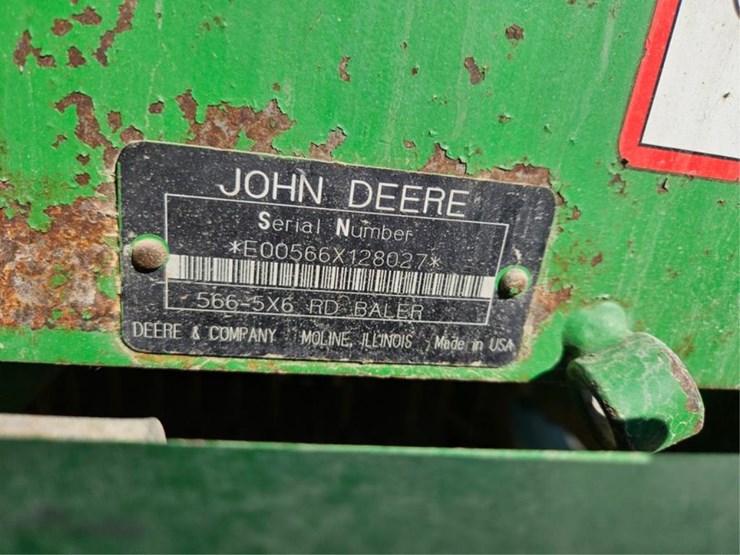 JOHN DEERE
Serial Number
*E00566X128027*
566-5X6 RD BALER
DEERE & COMPANY MOLINE, ILLINOIS Made in USA